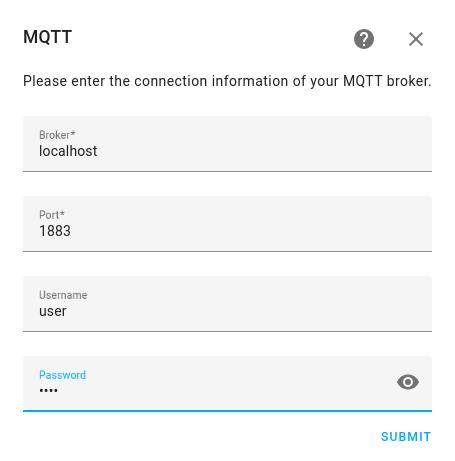 MQTT
Please enter the connection information of your MQTT broker.
Broker*
localhost
Port*
1883
Username
user
Password
••••
SUBMIT